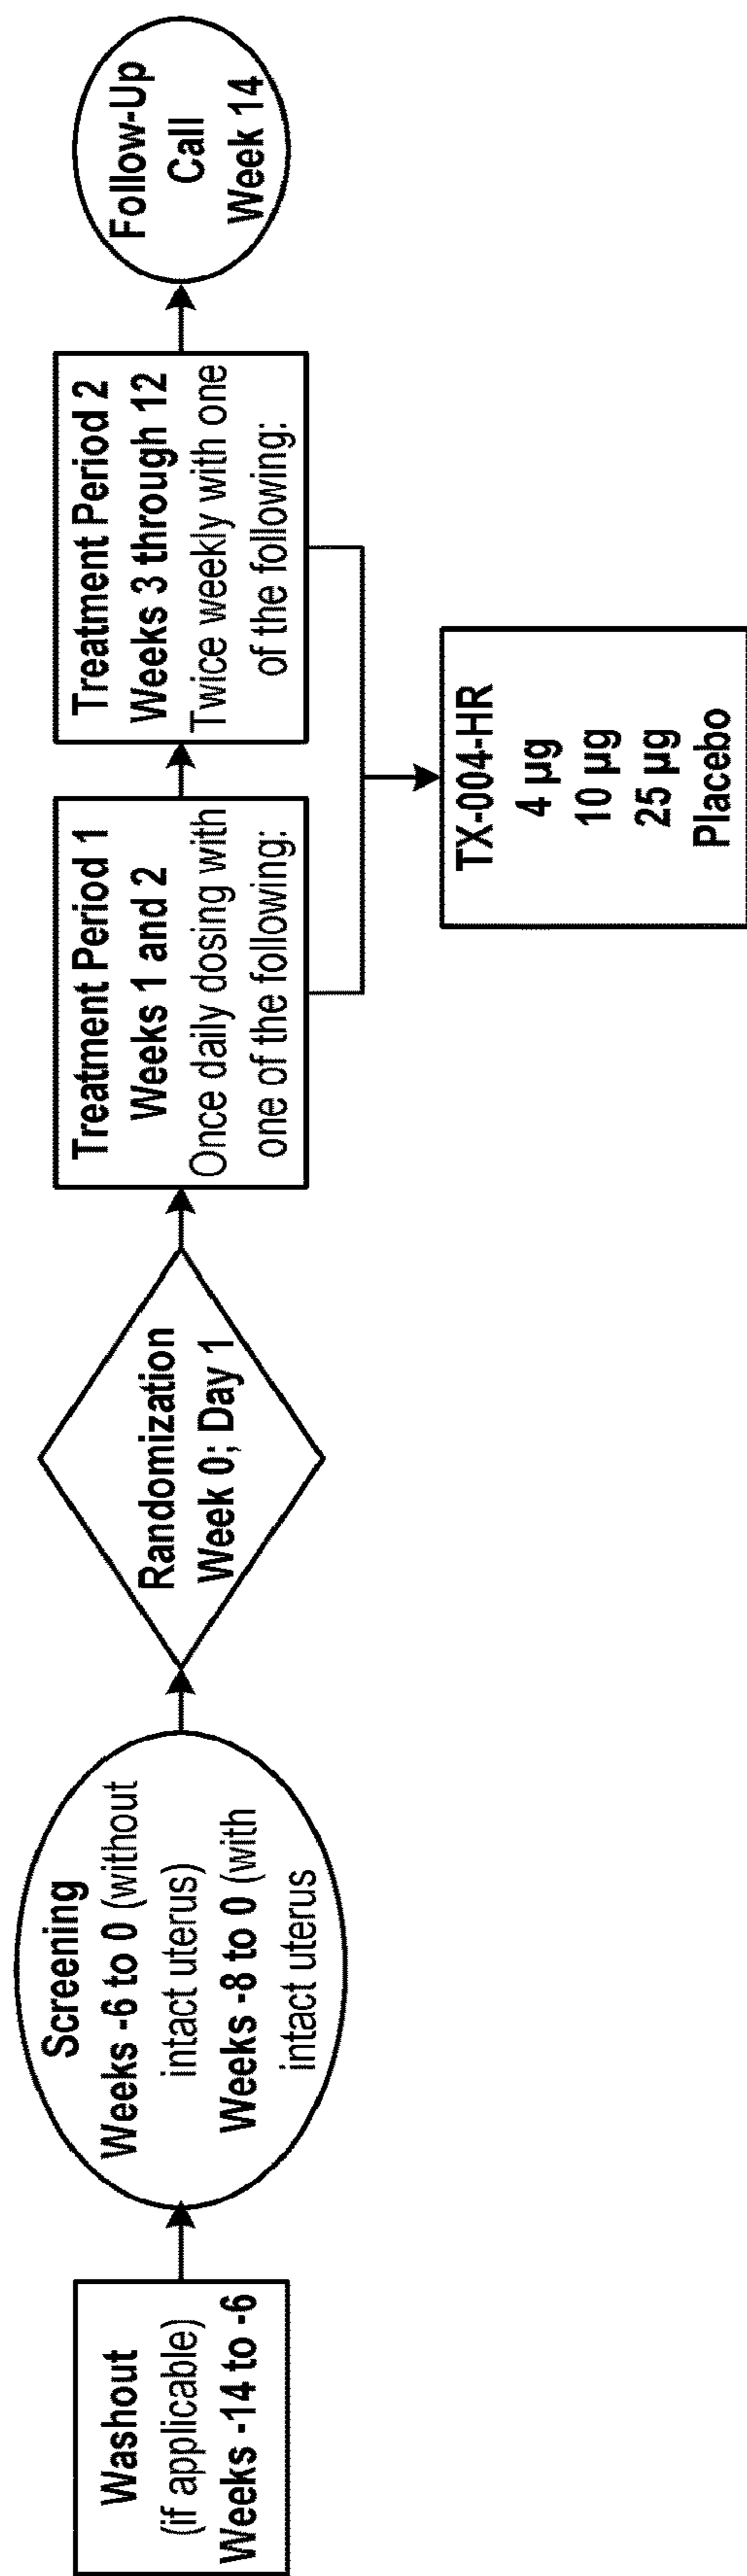 Washout
(if applicable)
Weeks -14 to -6
Screening
Weeks -6 to 0 (without
intact uterus)
Weeks -8 to 0 (with
intact uterus
Randomization
Week 0; Day 1
Treatment Period 1
Weeks 1 and 2
Once daily dosing with
one of the following:
Treatment Period 2
Weeks 3 through 12
Twice weekly with one
of the following:
Follow-Up
Call
Week 14
TX-004-HR
4 µg
10 µg
25 µg
Placebo